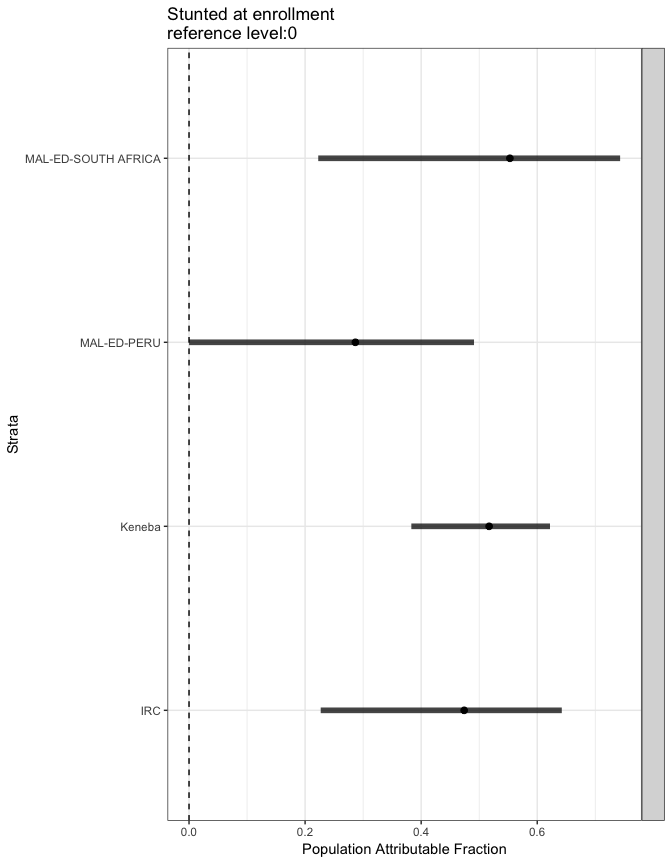 Stunted at enrollment
reference level:0
MAL-ED-SOUTH AFRICA
MAL-ED-PERU
Strata
Keneba
IRC
0.0 0.2 0.4 0.6
Population Attributable Fraction